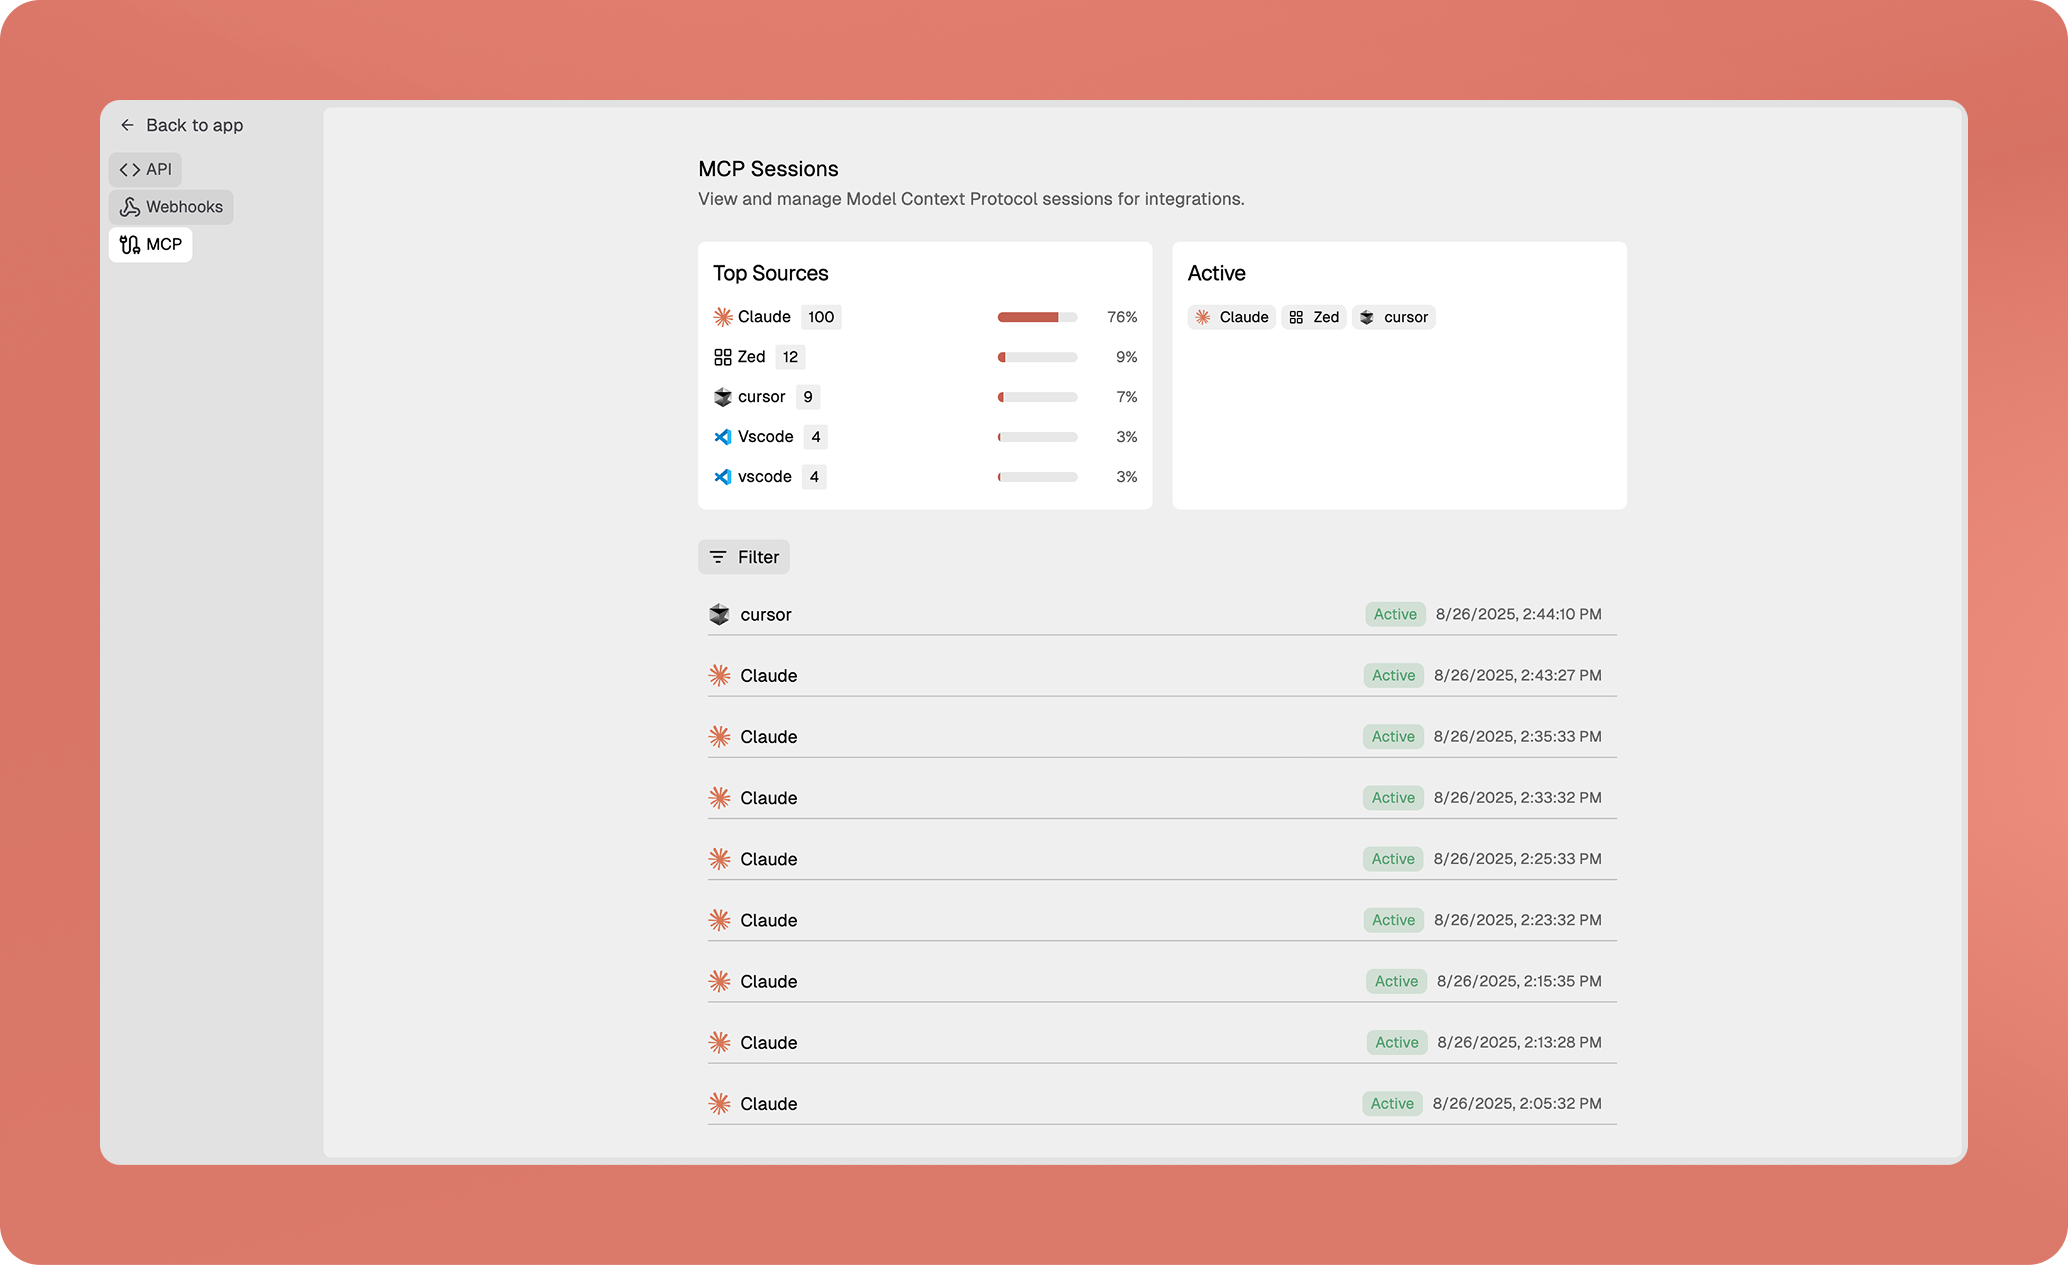 Back to app
API
Webhooks
MCP
MCP Sessions
View and manage Model Context Protocol sessions for integrations.
Top Sources
Claude 100 76%
Zed 12 9%
cursor 9 7%
Vscode 4 3%
vscode 4 3%
Active
Claude Zed cursor
Filter
cursor Active 8/26/2025, 2:44:10 PM
Claude Active 8/26/2025, 2:43:27 PM
Claude Active 8/26/2025, 2:35:33 PM
Claude Active 8/26/2025, 2:33:32 PM
Claude Active 8/26/2025, 2:25:33 PM
Claude Active 8/26/2025, 2:23:32 PM
Claude Active 8/26/2025, 2:15:35 PM
Claude Active 8/26/2025, 2:13:28 PM
Claude Active 8/26/2025, 2:05:32 PM